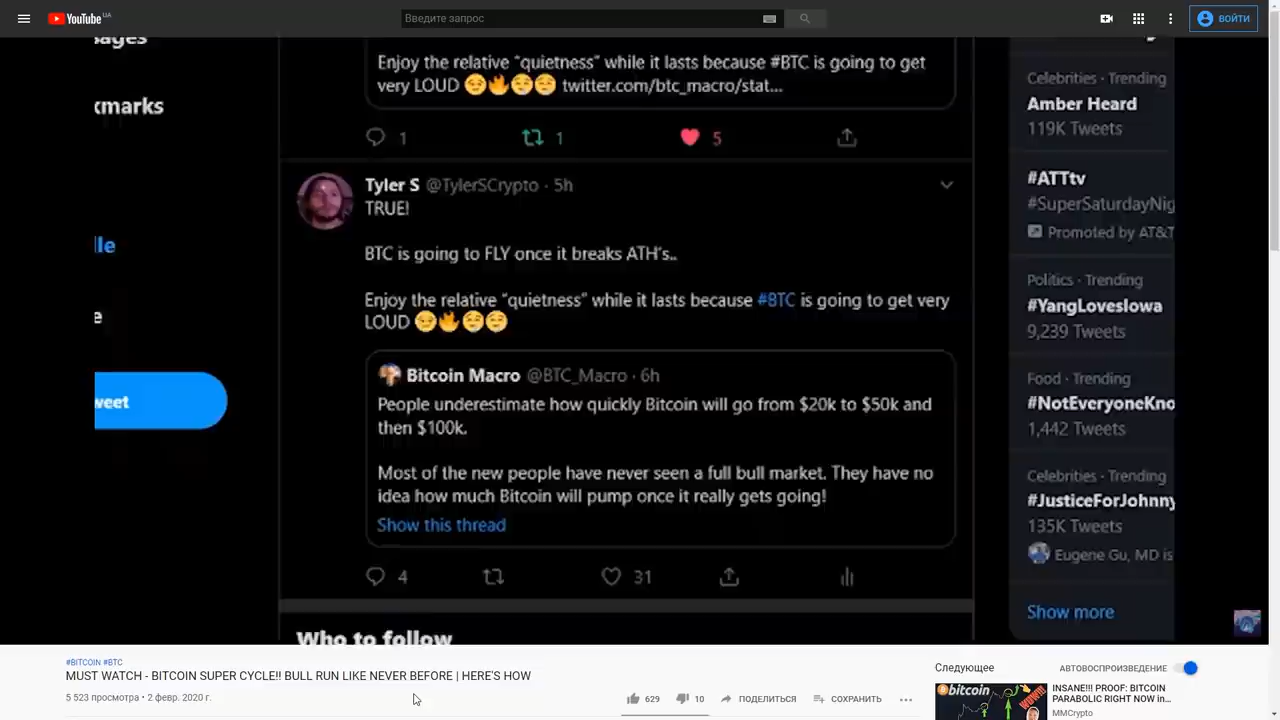 YouTube UA
Введите запрос
ВОЙТИ
sages
kmarks
lle
e
weet
Enjoy the relative “quietness” while it lasts because #BTC is going to get
very LOUD 😏🔥😌😌 twitter.com/btc_macro/stat...
1 1 5
Tyler S @TylerSCrypto · 5h
TRUE!
BTC is going to FLY once it breaks ATH's..
Enjoy the relative “quietness” while it lasts because #BTC is going to get very
LOUD 😏🔥😌😌
Bitcoin Macro @BTC_Macro · 6h
People underestimate how quickly Bitcoin will go from $20k to $50k and
then $100k.
Most of the new people have never seen a full bull market. They have no
idea how much Bitcoin will pump once it really gets going!
Show this thread
4 31
Who to follow
Celebrities · Trending
Amber Heard
119K Tweets
#ATTtv
#SuperSaturdayNig
Promoted by AT&T
Politics · Trending
#YangLovesIowa
9,239 Tweets
Food · Trending
#NotEveryoneKno
1,442 Tweets
Celebrities · Trending
#JusticeForJohnny
135K Tweets
Eugene Gu, MD is
Show more
#BITCOIN #BTC
MUST WATCH - BITCOIN SUPER CYCLE!! BULL RUN LIKE NEVER BEFORE | HERE'S HOW
5 523 просмотра • 2 февр. 2020 г.
629 10 ПОДЕЛИТЬСЯ СОХРАНИТЬ
Следующее АВТОВОСПРОИЗВЕДЕНИЕ
bitcoin
INSANE!!! PROOF: BITCOIN
PARABOLIC RIGHT NOW in...
MMCrypto